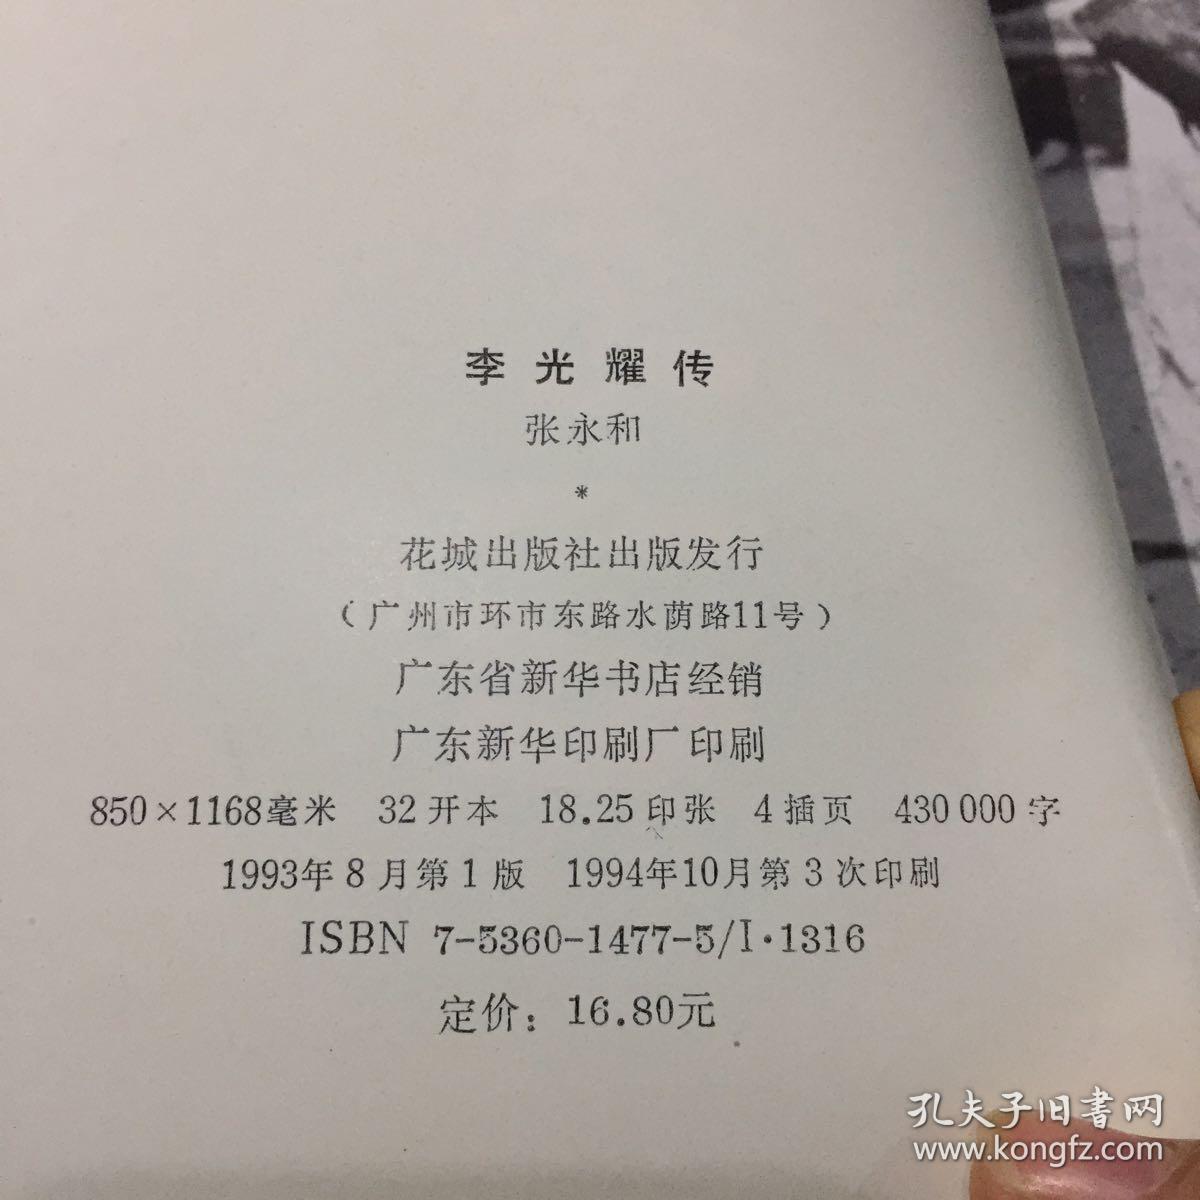 李光耀传
张永和
*
花城出版社出版发行
（广州市环市东路水荫路11号）
广东省新华书店经销
广东新华印刷厂印刷
850×1168毫米 32开本 18.25印张 4插页 430 000字
1993年8月第1版 1994年10月第3次印刷
ISBN 7-5360-1477-5/I·1316
定价：16.80元
孔夫子旧书网
www.kongfz.com